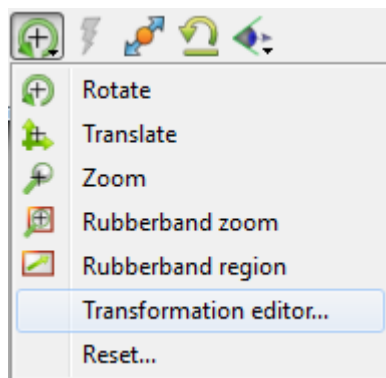 Rotate
Translate
Zoom
Rubberband zoom
Rubberband region
Transformation editor...
Reset...